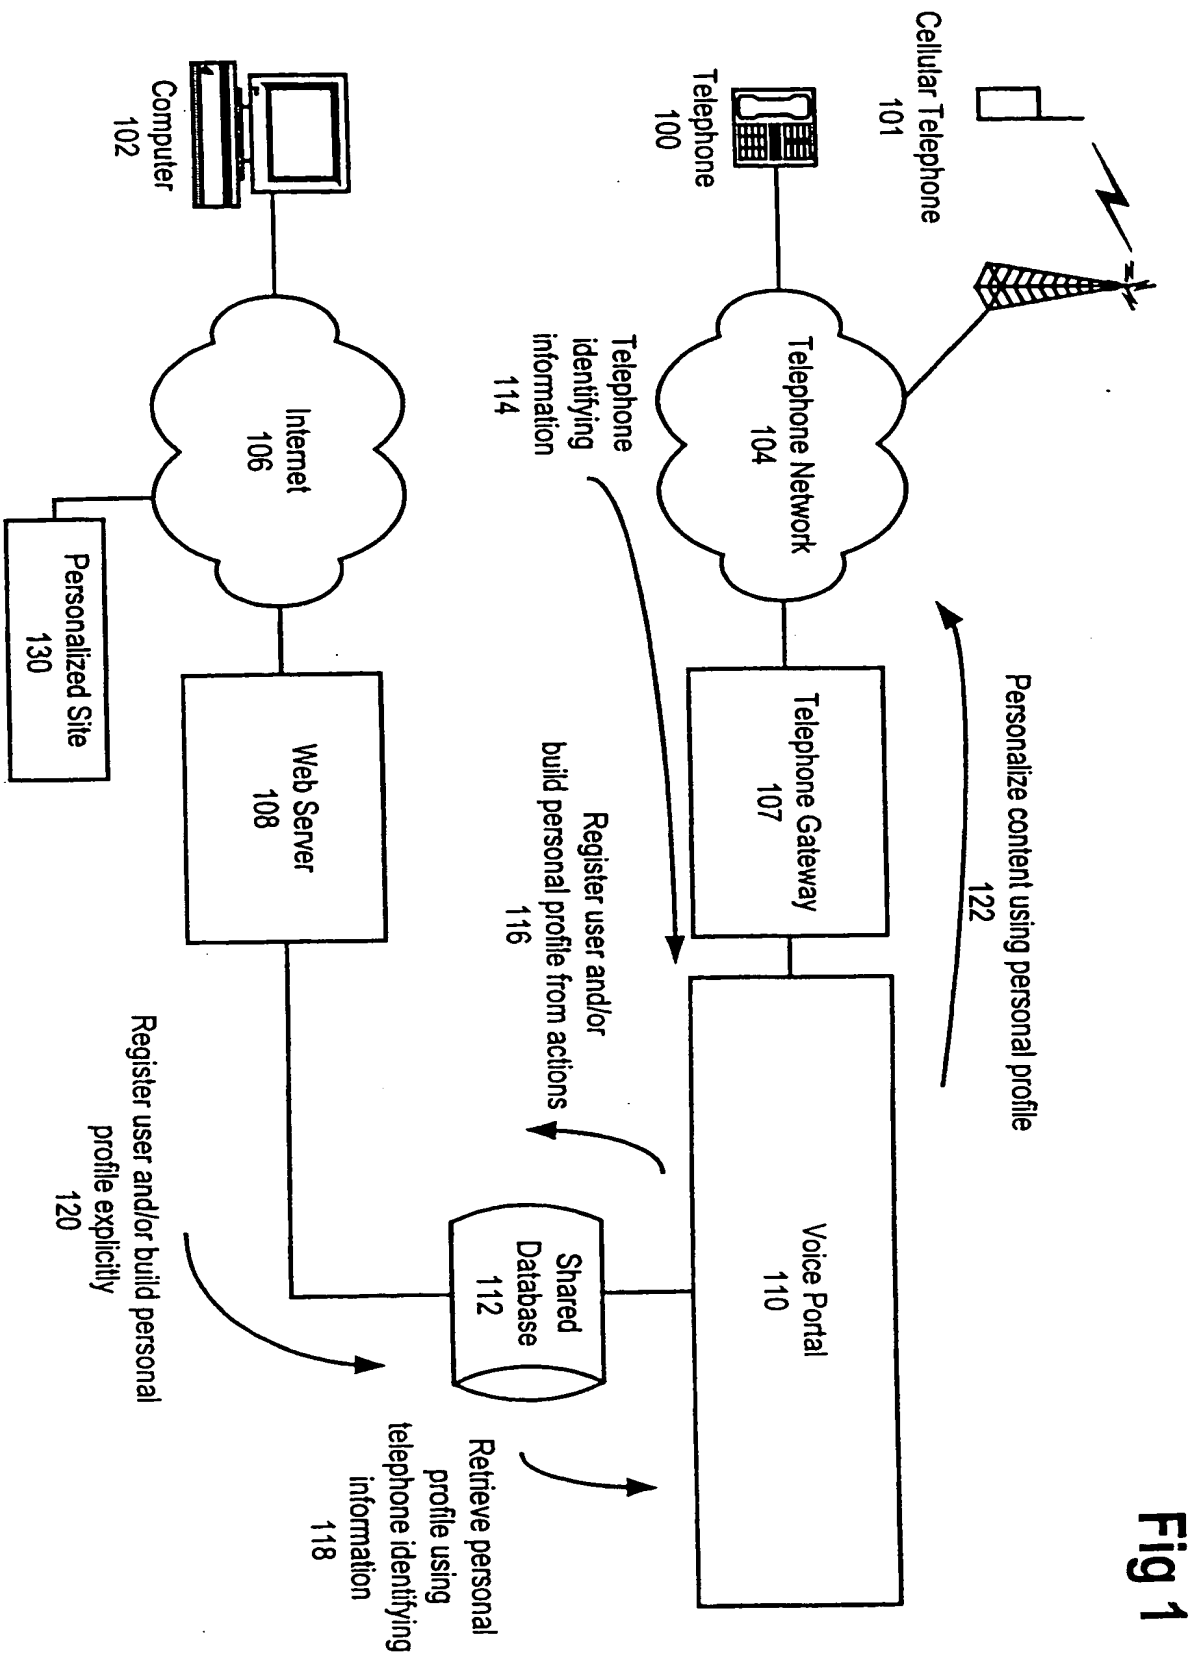 Fig 1
Cellular Telephone
101
Telephone
100
Computer
102
Telephone Network
104
Internet
106
Telephone
identifying
information
114
Personalized Site
130
Telephone Gateway
107
Web Server
108
Personalize content using personal profile
122
Register user and/or
build personal profile from actions
116
Voice Portal
110
Shared
Database
112
Register user and/or build personal
profile explicitly
120
Retrieve personal
profile using
telephone identifying
information
118